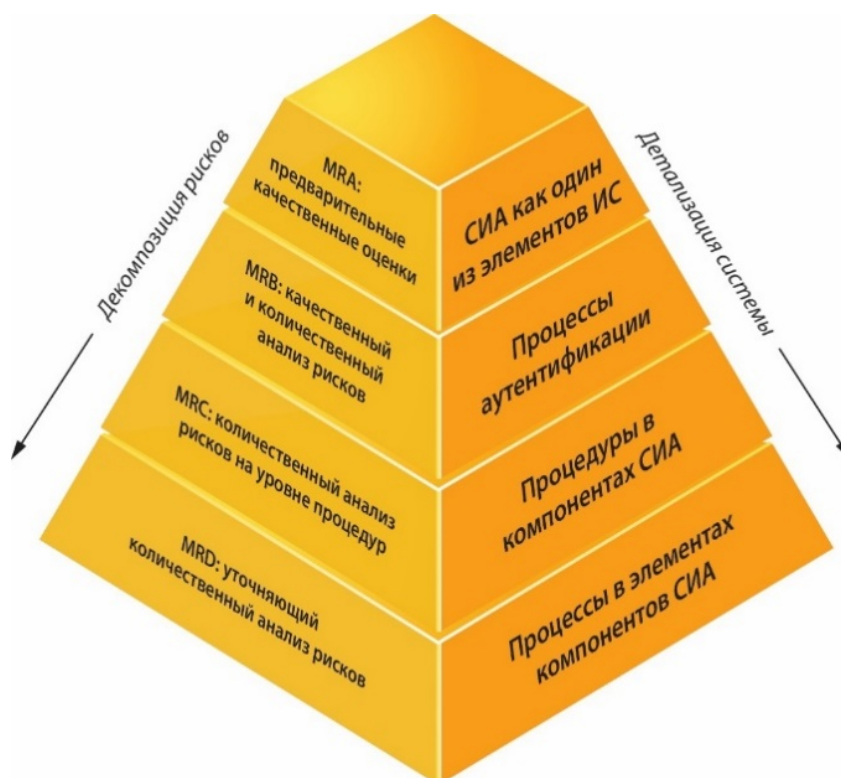 Декомпозиция рисков
Детализация системы
MRA:
предварительные
качественные оценки
СИА как один
из элементов ИС
MRB: качественный
и количественный
анализ рисков
Процессы
аутентификации
MRC: количественный анализ
рисков на уровне процедур
Процедуры в
компонентах СИА
MRD: уточняющий
количественный анализ рисков
Процессы в элементах
компонентов СИА